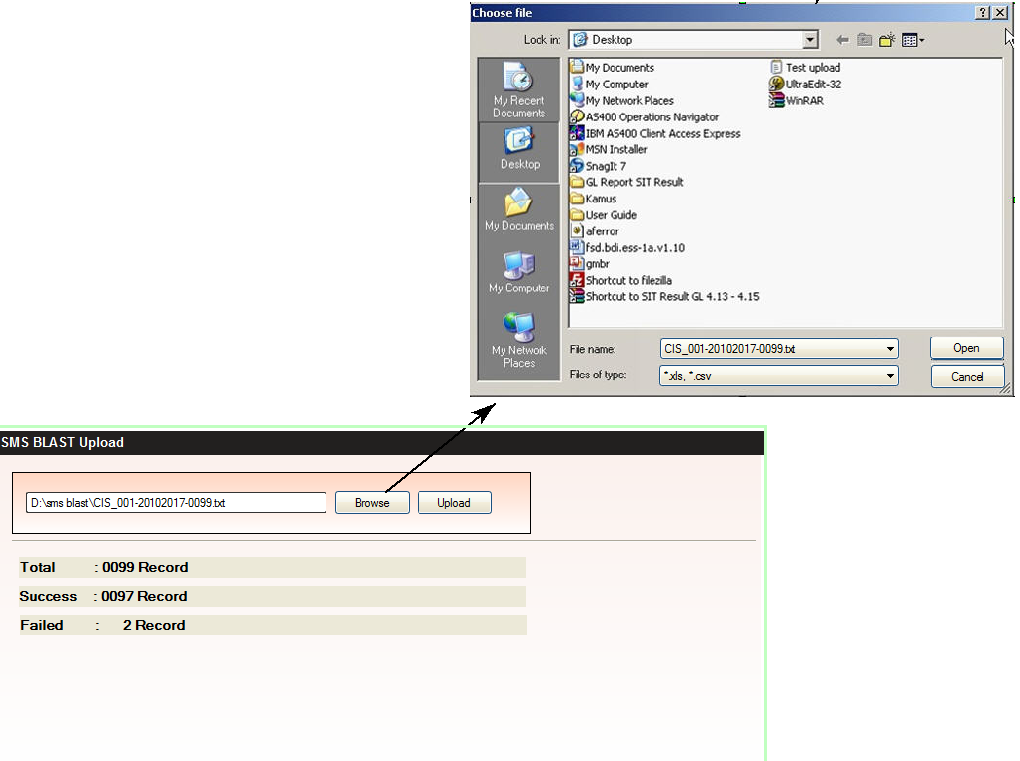 Choose file
Look in:
Desktop
My Recent
Documents
Desktop
My Documents
My Computer
My Network
Places
My Documents
My Computer
My Network Places
AS400 Operations Navigator
IBM AS400 Client Access Express
MSN Installer
SnagIt 7
GL Report SIT Result
Kamus
User Guide
aferror
fsd.bdi.ess-1a.v1.10
gmbr
Shortcut to filezilla
Shortcut to SIT Result GL 4.13 - 4.15
Test upload
UltraEdit-32
WinRAR
File name:
CIS_001-20102017-0099.txt
Open
Files of type:
*.xls, *.csv
Cancel
SMS BLAST Upload
D:\sms blast\CIS_001-20102017-0099.txt
Browse
Upload
Total : 0099 Record
Success : 0097 Record
Failed : 2 Record